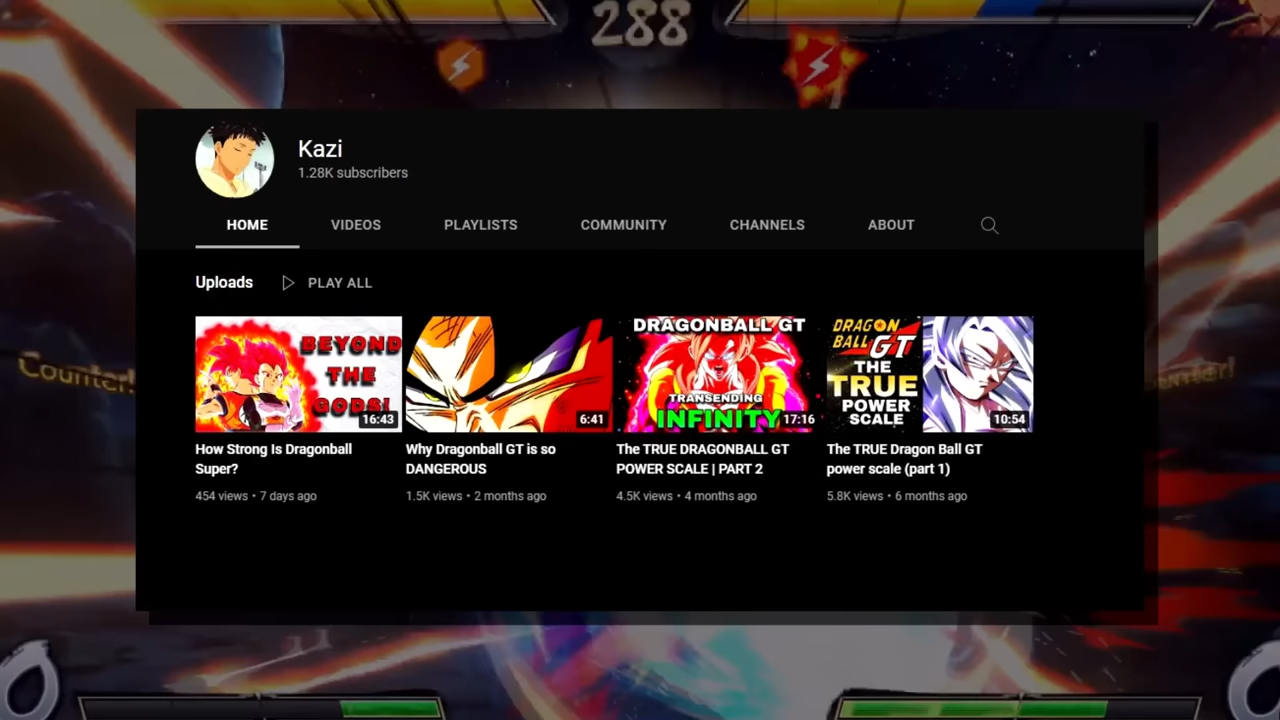 288
Kazi
1.28K subscribers
HOME VIDEOS PLAYLISTS COMMUNITY CHANNELS ABOUT
Uploads PLAY ALL
BEYOND
THE
GODS!
16:43
6:41
DRAGONBALL GT
TRANSENDING
INFINITY
17:16
DRAGON
BALL GT
THE
TRUE
POWER
SCALE
10:54
How Strong Is Dragonball
Super?
454 views • 7 days ago
Why Dragonball GT is so
DANGEROUS
1.5K views • 2 months ago
The TRUE DRAGONBALL GT
POWER SCALE | PART 2
4.5K views • 4 months ago
The TRUE Dragon Ball GT
power scale (part 1)
5.8K views • 6 months ago
Counter!